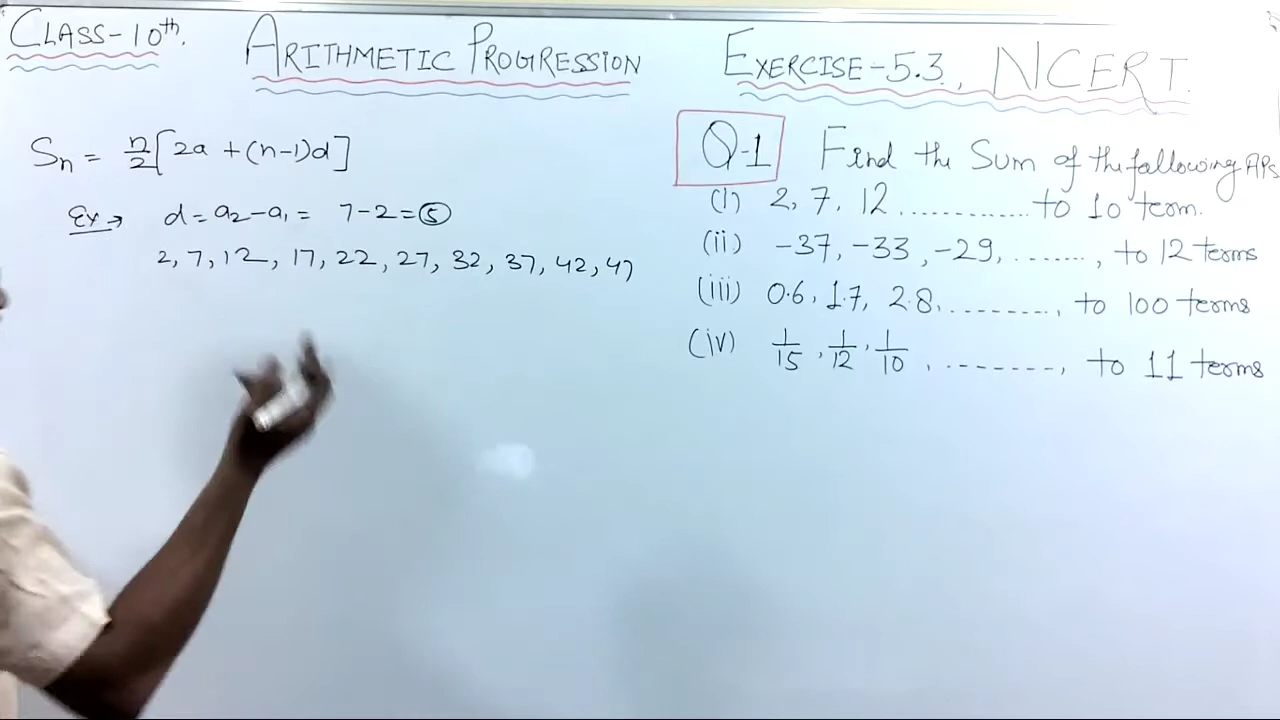 CLASS-10th.
ARITHMETIC PROGRESSION
EXERCISE-5.3, NCERT.
Sn = n/2[2a + (n-1)d]
Ex → d = a2 - a1 = 7-2 = 5
2, 7, 12, 17, 22, 27, 32, 37, 42, 47
Q-1 Find the Sum of the following APs
(i) 2, 7, 12 ............. to 10 term.
(ii) -37, -33, -29, ........, to 12 terms
(iii) 0.6, 1.7, 2.8, ---------, to 100 terms
(iv) 1/15, 1/12, 1/10, --------, to 11 terms